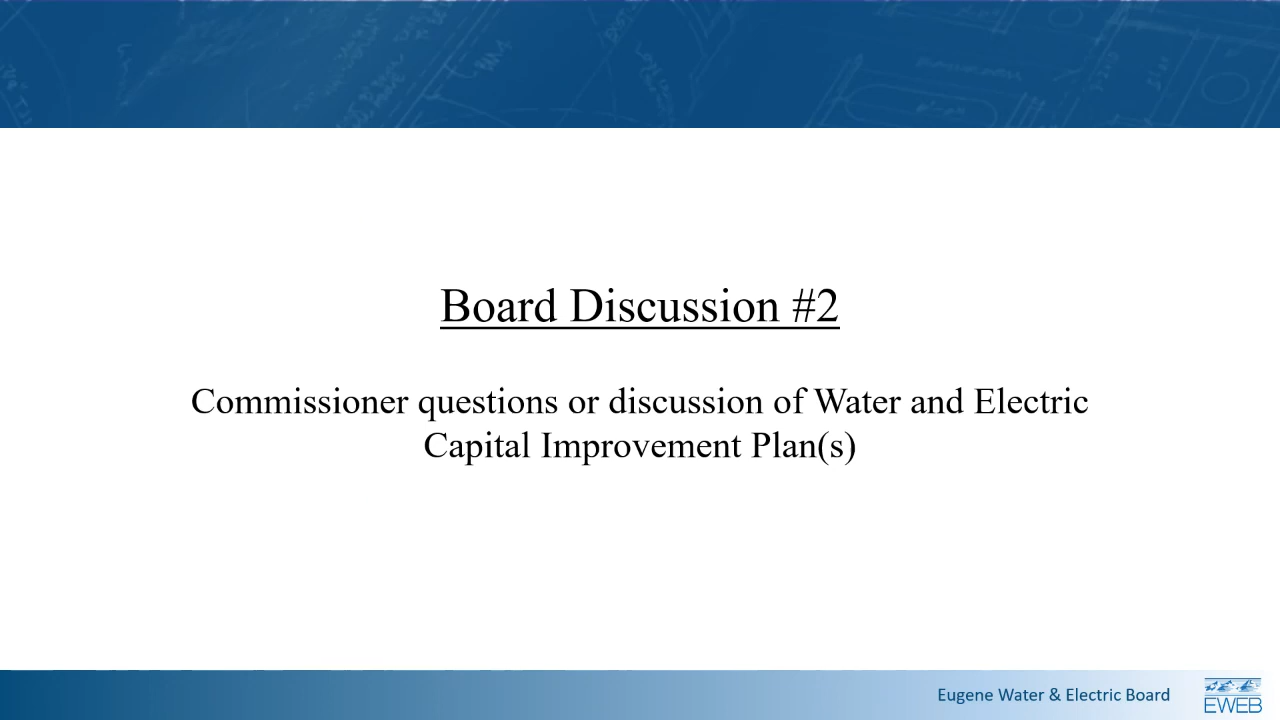 Board Discussion #2
Commissioner questions or discussion of Water and Electric
Capital Improvement Plan(s)
Eugene Water & Electric Board
EWEB